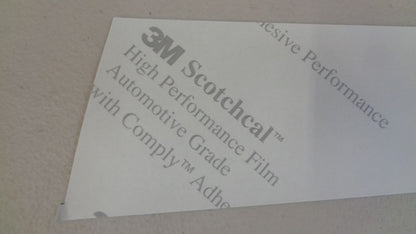 3M Scotchcal™
High Performance Film
Automotive Grade
with Comply™ Adhe
esive Performance